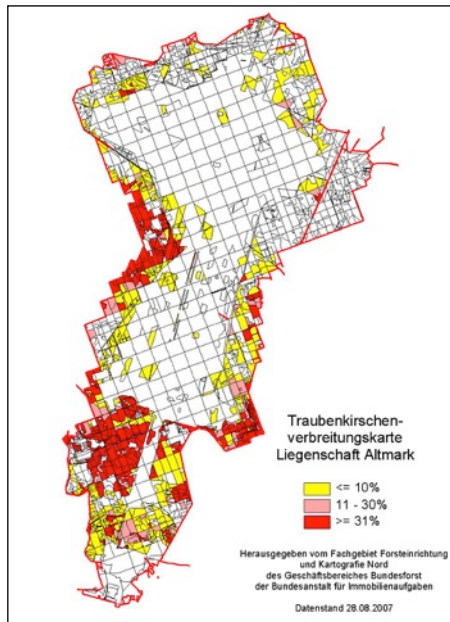 Traubenkirschen-
verbreitungskarte
Liegenschaft Altmark
<= 10%
11 - 30%
>= 31%
Herausgegeben vom Fachgebiet Forsteinrichtung
und Kartografie Nord
des Geschäftsbereiches Bundesforst
der Bundesanstalt für Immobilienaufgaben
Datenstand 28.08.2007